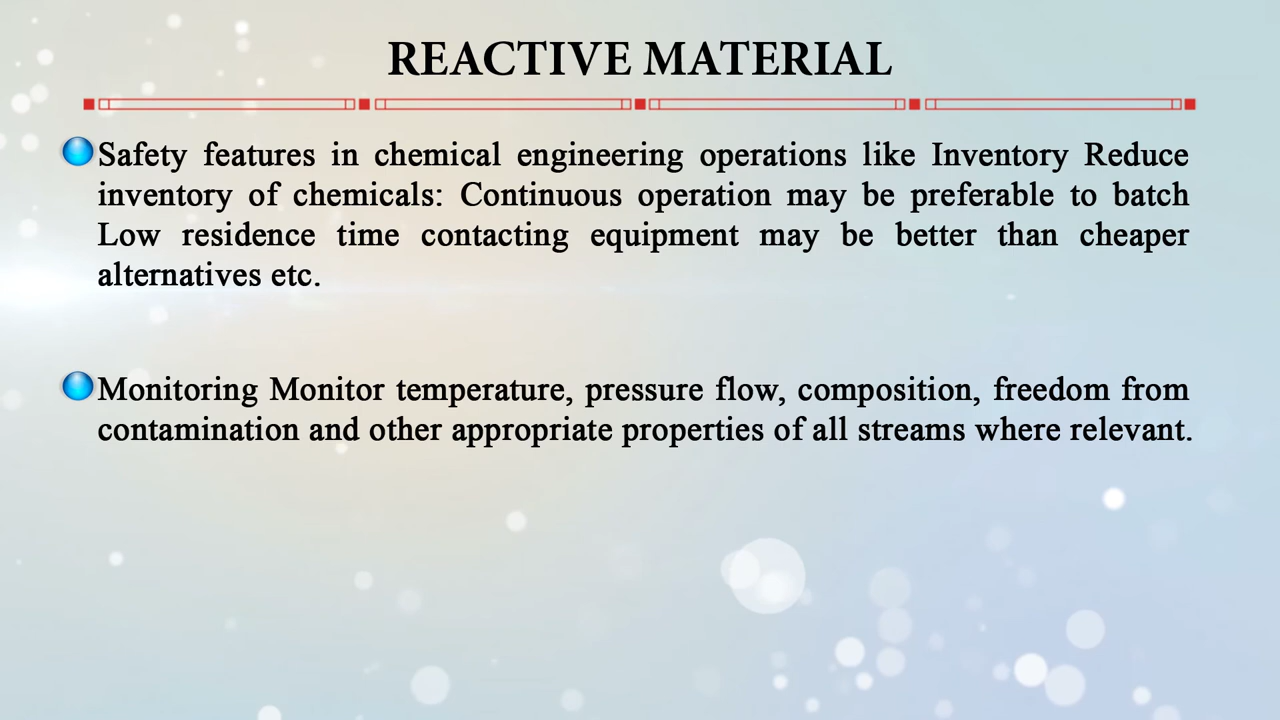 REACTIVE MATERIAL
Safety features in chemical engineering operations like Inventory Reduce
inventory of chemicals: Continuous operation may be preferable to batch
Low residence time contacting equipment may be better than cheaper
alternatives etc.
Monitoring Monitor temperature, pressure flow, composition, freedom from
contamination and other appropriate properties of all streams where relevant.